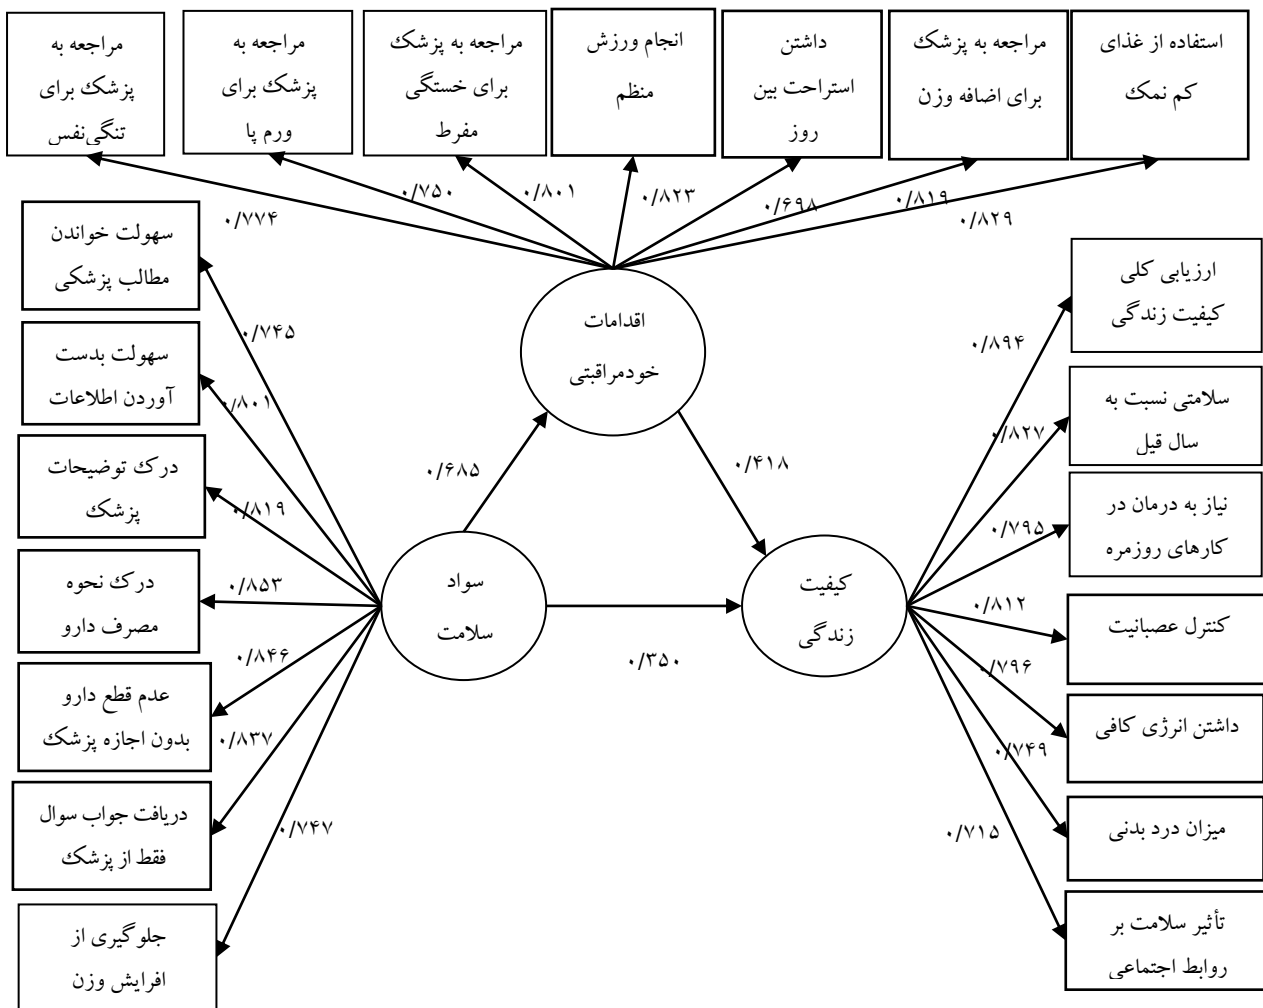 مراجعه به
پزشک برای
تنگی‌نفس
مراجعه به
پزشک برای
ورم پا
مراجعه به پزشک
برای خستگی
مفرط
انجام ورزش
منظم
داشتن
استراحت بین
روز
مراجعه به پزشک
برای اضافه وزن
استفاده از غذای
کم نمک
۰/۷۷۴
۰/۷۵۰
۰/۸۰۱
۰/۸۲۳
۰/۶۹۸
۰/۸۱۹
۰/۸۲۹
اقدامات
خودمراقبتی
سهولت خواندن
مطالب پزشکی
سهولت بدست
آوردن اطلاعات
درک توضیحات
پزشک
درک نحوه
مصرف دارو
عدم قطع دارو
بدون اجازه پزشک
دریافت جواب سوال
فقط از پزشک
جلوگیری از
افرایش وزن
۰/۷۴۵
۰/۸۰۱
۰/۸۱۹
۰/۸۵۳
۰/۸۴۶
۰/۸۳۷
۰/۷۴۷
سواد
سلامت
۰/۶۸۵
۰/۴۱۸
۰/۳۵۰
کیفیت
زندگی
۰/۸۹۴
۰/۸۲۷
۰/۷۹۵
۰/۸۱۲
۰/۷۹۶
۰/۷۴۹
۰/۷۱۵
ارزیابی کلی
کیفیت زندگی
سلامتی نسبت به
سال قبل
نیاز به درمان در
کارهای روزمره
کنترل عصبانیت
داشتن انرژی کافی
میزان درد بدنی
تأثیر سلامت بر
روابط اجتماعی